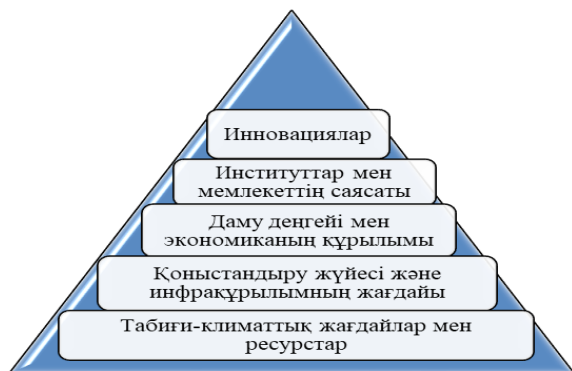 Инновациялар
Институттар мен
мемлекеттің саясаты
Даму деңгейі мен
экономиканың құрылымы
Қоныстандыру жүйесі және
инфрақұрылымның жағдайы
Табиғи-климаттық жағдайлар мен
ресурстар